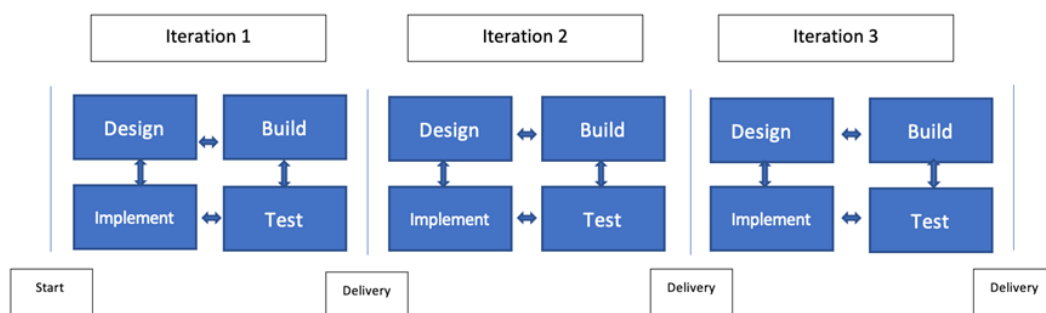 Iteration 1
Iteration 2
Iteration 3
Design
Build
Design
Build
Design
Build
Implement
Test
Implement
Test
Implement
Test
Start
Delivery
Delivery
Delivery